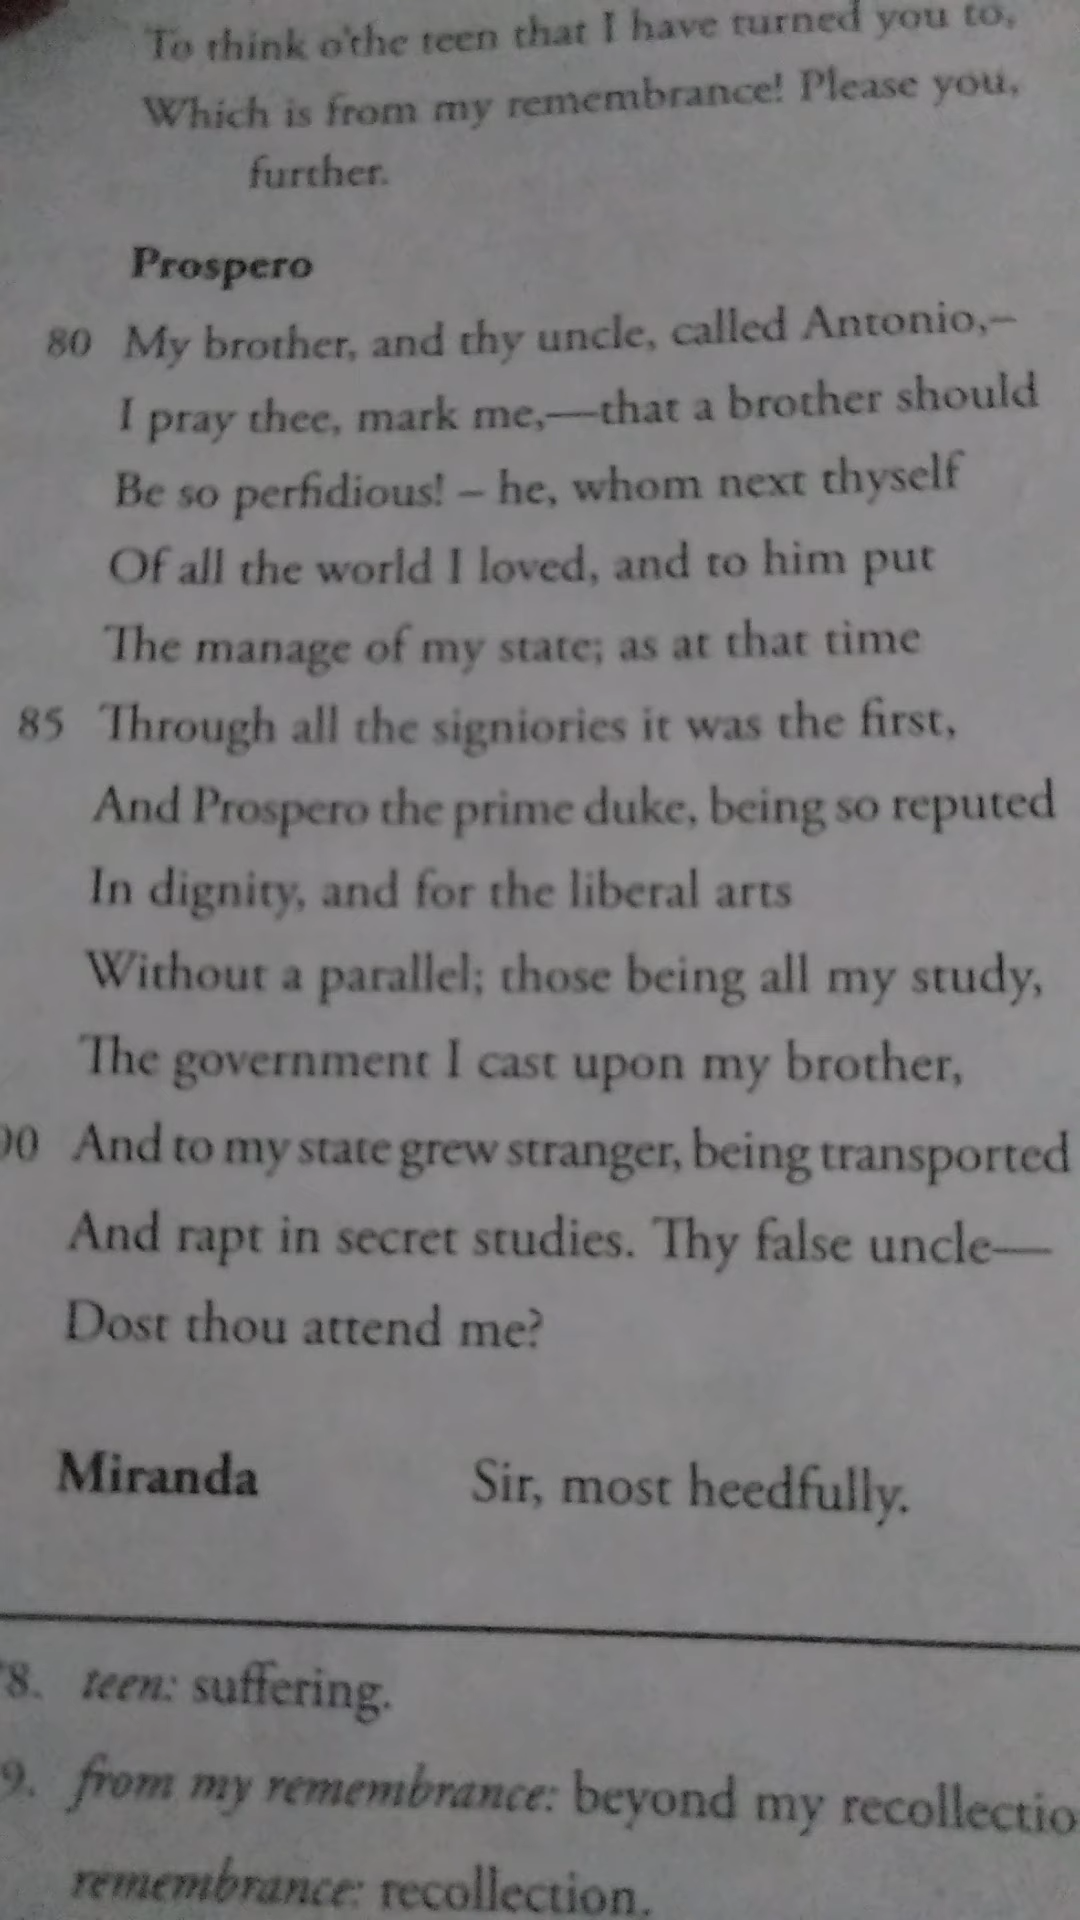 To think o'the teen that I have turned you to,
Which is from my remembrance! Please you,
further.
Prospero
80 My brother, and thy uncle, called Antonio,–
I pray thee, mark me,—that a brother should
Be so perfidious! – he, whom next thyself
Of all the world I loved, and to him put
The manage of my state; as at that time
85 Through all the signiories it was the first,
And Prospero the prime duke, being so reputed
In dignity, and for the liberal arts
Without a parallel; those being all my study,
The government I cast upon my brother,
90 And to my state grew stranger, being transported
And rapt in secret studies. Thy false uncle—
Dost thou attend me?
Miranda Sir, most heedfully.
78. teen: suffering.
79. from my remembrance: beyond my recollectio
remembrance: recollection.